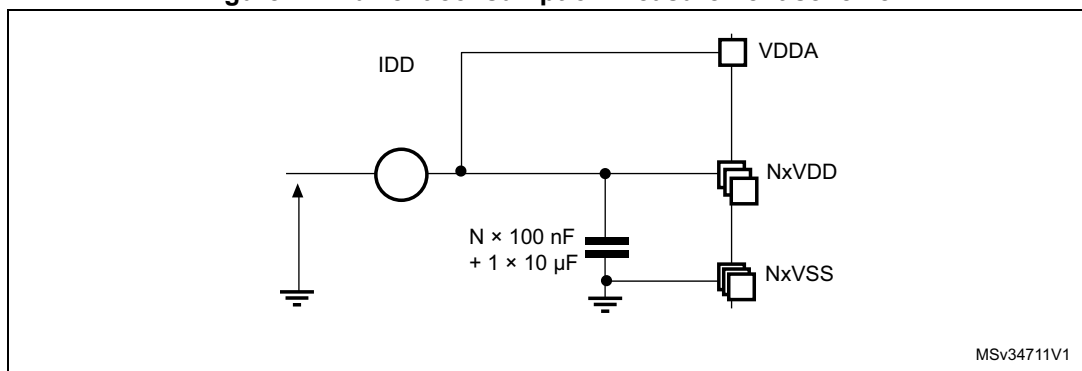 IDD
VDDA
NxVDD
N × 100 nF
+ 1 × 10 µF
NxVSS
MSv34711V1